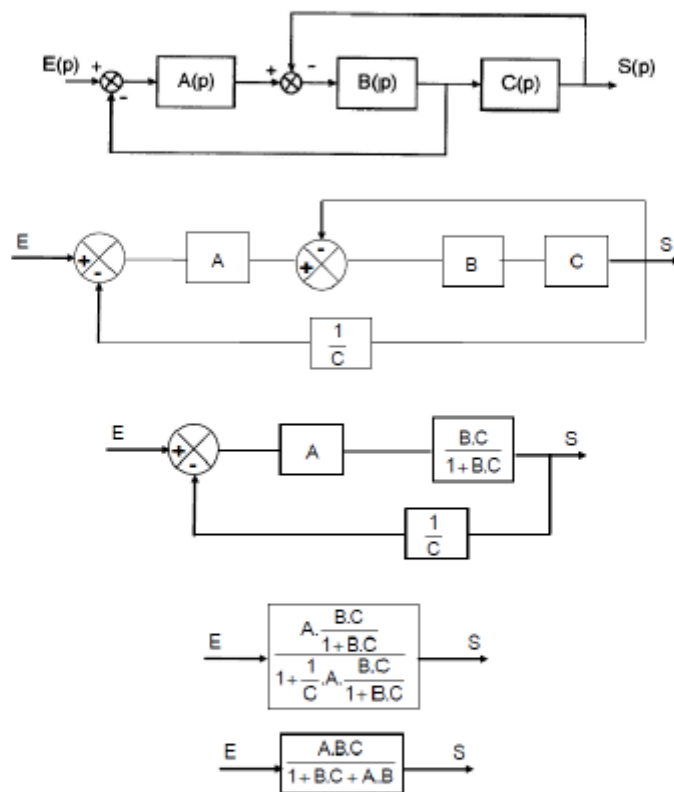 E(p) + - A(p) + - B(p) C(p) S(p)
E + - A + - B C S
1
C
E + - A B.C S
1+B.C
1
C
E A. B.C S
1+B.C
1+ 1 .A. B.C
C 1+B.C
E A.B.C S
1+B.C+A.B